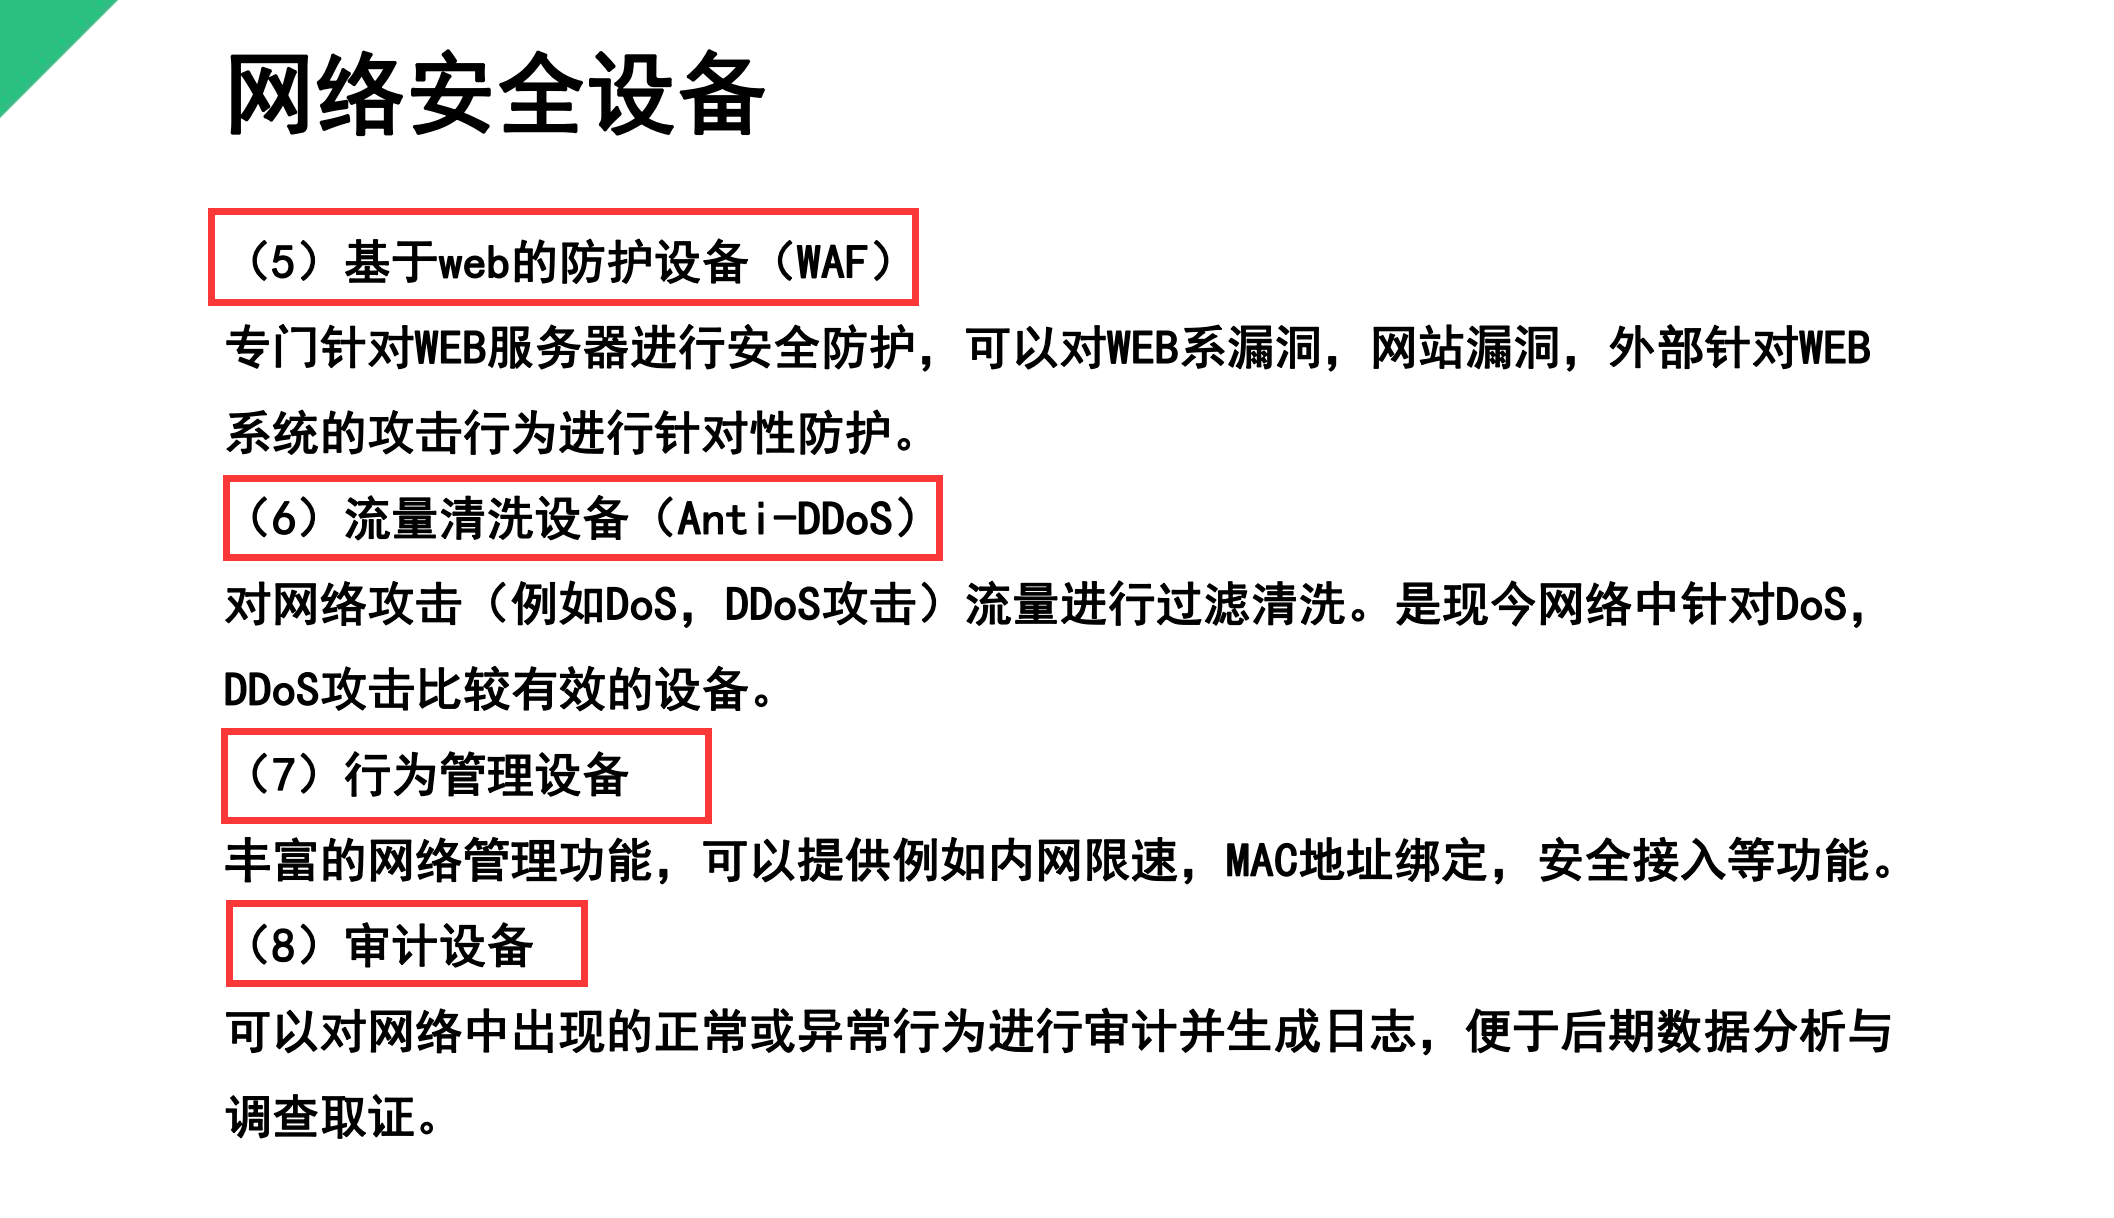 网络安全设备
（5）基于web的防护设备（WAF）
专门针对WEB服务器进行安全防护，可以对WEB系漏洞，网站漏洞，外部针对WEB
系统的攻击行为进行针对性防护。
（6）流量清洗设备（Anti-DDoS）
对网络攻击（例如DoS，DDoS攻击）流量进行过滤清洗。是现今网络中针对DoS，
DDoS攻击比较有效的设备。
（7）行为管理设备
丰富的网络管理功能，可以提供例如内网限速，MAC地址绑定，安全接入等功能。
（8）审计设备
可以对网络中出现的正常或异常行为进行审计并生成日志，便于后期数据分析与
调查取证。